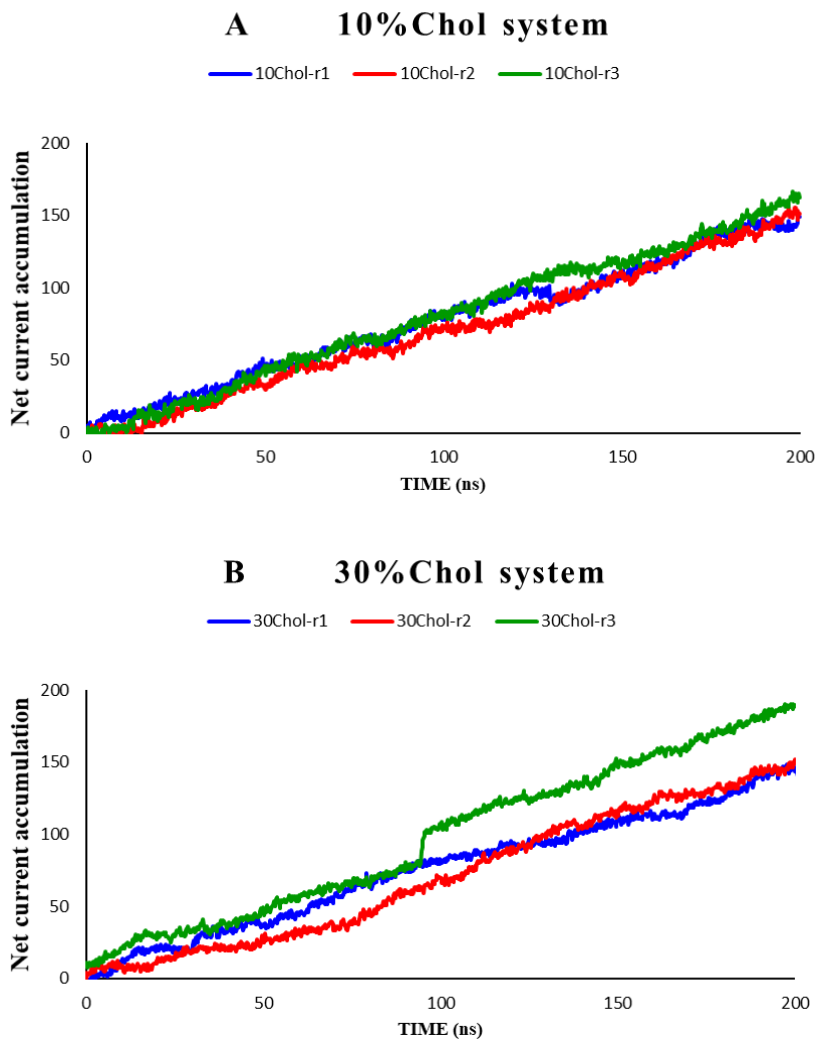 A 10%Chol system
10Chol-r1 10Chol-r2 10Chol-r3
200
150
100
50
0
Net current accumulation
0 50 100 150 200
TIME (ns)
B 30%Chol system
30Chol-r1 30Chol-r2 30Chol-r3
200
150
100
50
0
Net current accumulation
0 50 100 150 200
TIME (ns)